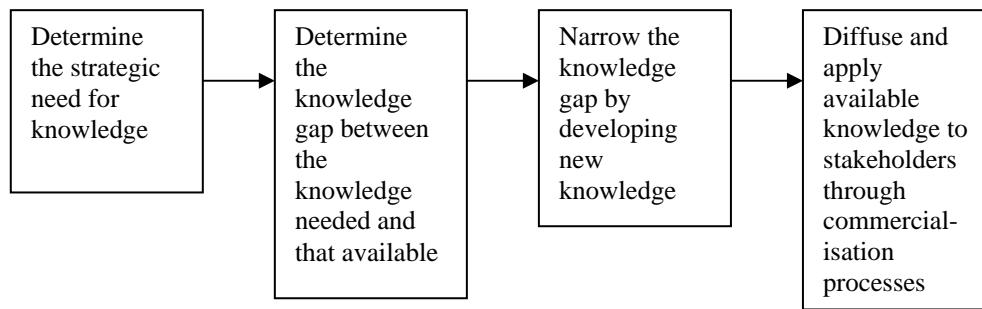 Determine
the strategic
need for
knowledge
Determine
the
knowledge
gap between
the
knowledge
needed and
that available
Narrow the
knowledge
gap by
developing
new
knowledge
Diffuse and
apply
available
knowledge to
stakeholders
through
commercial-
isation
processes